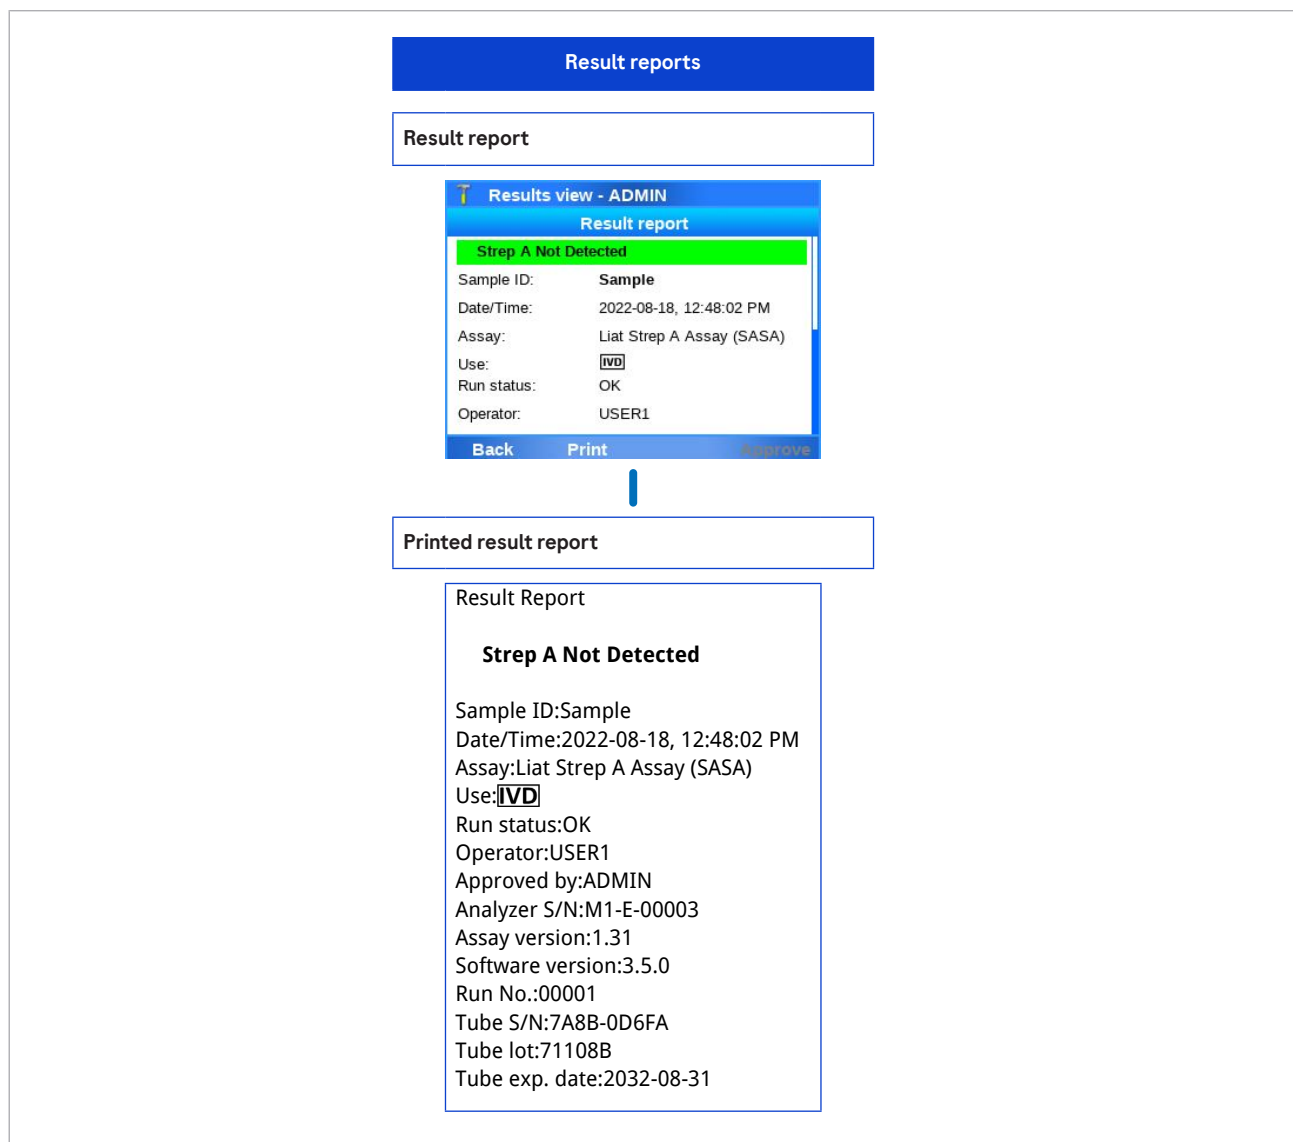 Result reports
Result report
Results view - ADMIN
Result report
Strep A Not Detected
Sample ID: Sample
Date/Time: 2022-08-18, 12:48:02 PM
Assay: Liat Strep A Assay (SASA)
Use: IVD
Run status: OK
Operator: USER1
Back Print Approve
Printed result report
Result Report
Strep A Not Detected
Sample ID:Sample
Date/Time:2022-08-18, 12:48:02 PM
Assay:Liat Strep A Assay (SASA)
Use:IVD
Run status:OK
Operator:USER1
Approved by:ADMIN
Analyzer S/N:M1-E-00003
Assay version:1.31
Software version:3.5.0
Run No.:00001
Tube S/N:7A8B-0D6FA
Tube lot:71108B
Tube exp. date:2032-08-31